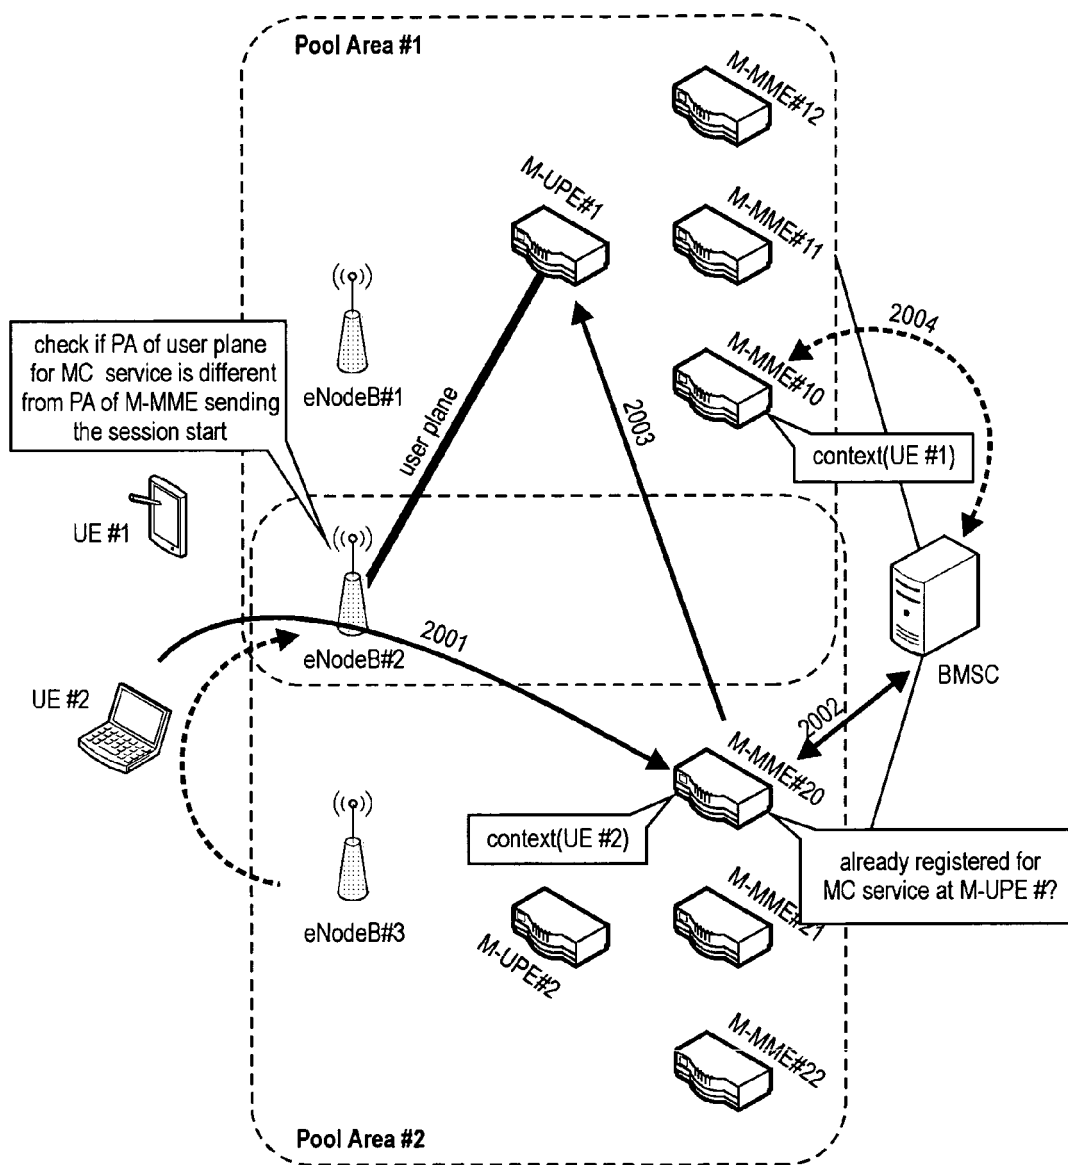 Pool Area #1
M-MME#12
M-UPE#1
M-MME#11
2004
check if PA of user plane
for MC service is different
from PA of M-MME sending
the session start
eNodeB#1
M-MME#10
user plane
2003
context(UE #1)
UE #1
2001
eNodeB#2
BMSC
UE #2
2002
M-MME#20
context(UE #2)
already registered for
MC service at M-UPE #?
M-MME#21
eNodeB#3
M-UPE#2
M-MME#22
Pool Area #2